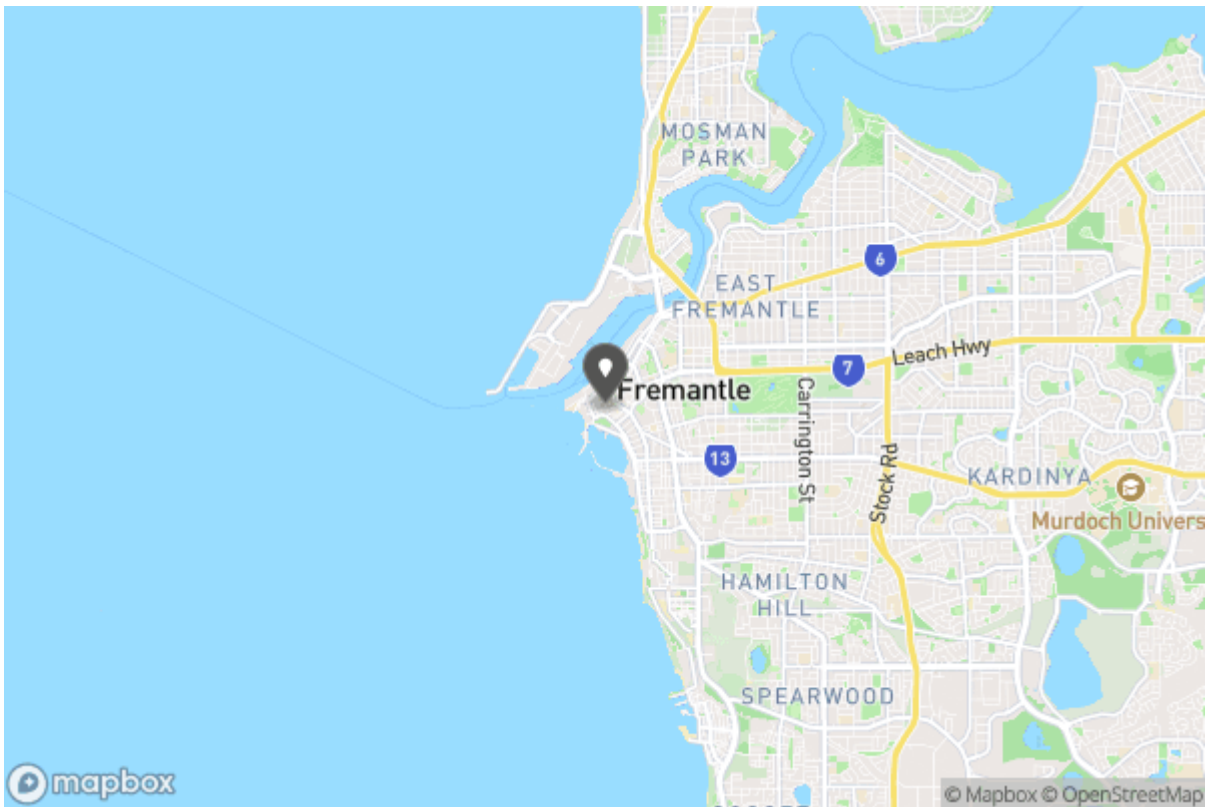 MOSMAN
PARK
6
EAST
FREMANTLE
Leach Hwy
7
Fremantle
Carrington St
13
Stock Rd
KARDINYA
Murdoch Univers
HAMILTON
HILL
SPEARWOOD
mapbox
© Mapbox © OpenStreetMap